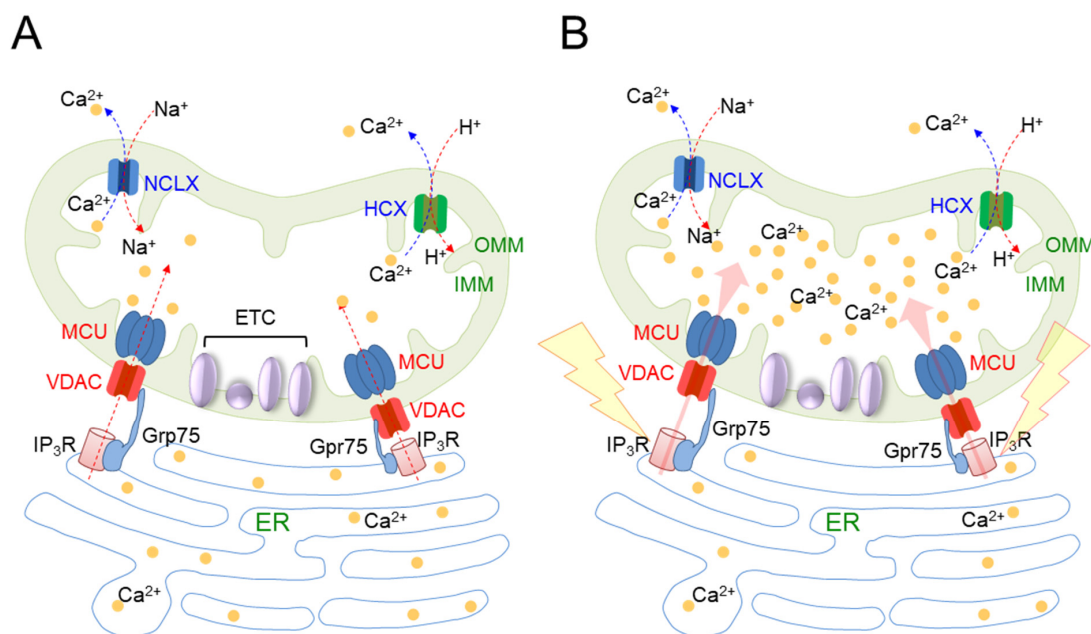 A
Ca²⁺
Na⁺
NCLX
Ca²⁺
Na⁺
Ca²⁺
H⁺
HCX
OMM
Ca²⁺
H⁺
IMM
MCU
ETC
MCU
VDAC
VDAC
IP₃R
Grp75
Gpr75
IP₃R
ER
Ca²⁺
Ca²⁺
B
Ca²⁺
Na⁺
NCLX
Ca²⁺
Na⁺
Ca²⁺
Ca²⁺
H⁺
HCX
OMM
Ca²⁺
H⁺
IMM
Ca²⁺
Ca²⁺
MCU
MCU
VDAC
VDAC
IP₃R
Grp75
Gpr75
IP₃R
ER
Ca²⁺
Ca²⁺